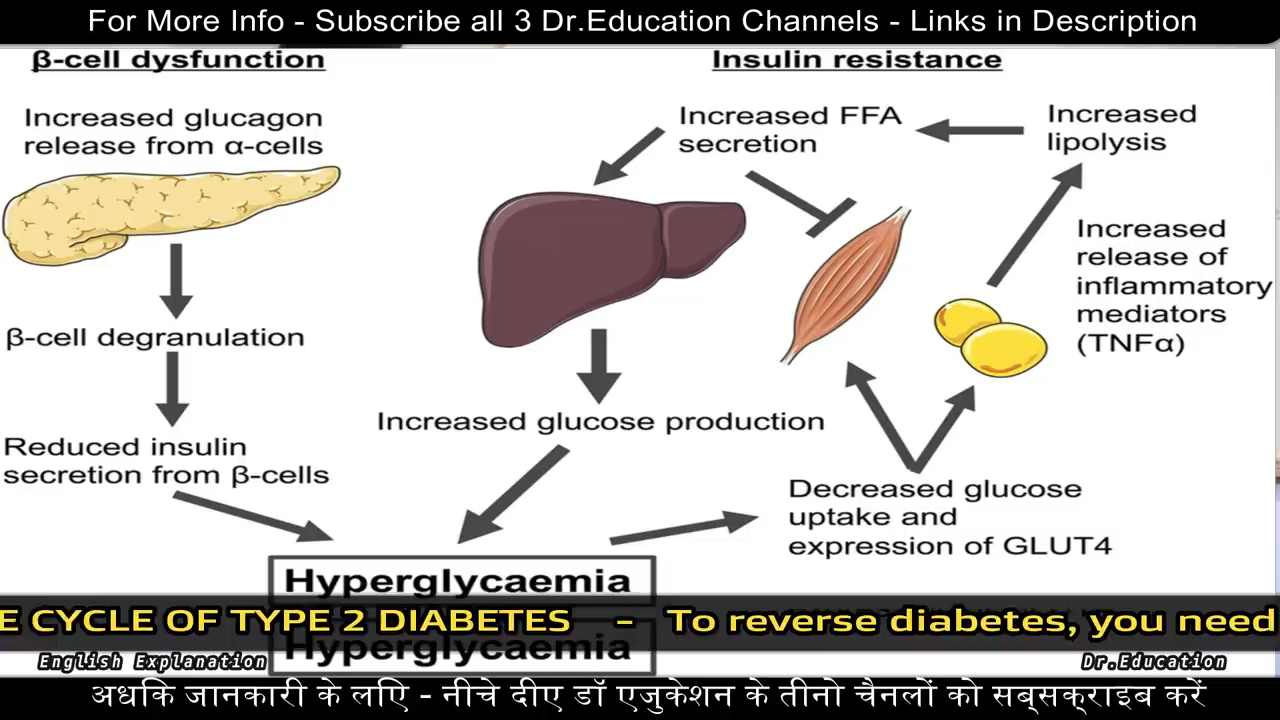 For More Info - Subscribe all 3 Dr.Education Channels - Links in Description
β-cell dysfunction
Increased glucagon
release from α-cells
β-cell degranulation
Reduced insulin
secretion from β-cells
Insulin resistance
Increased FFA
secretion
Increased
lipolysis
Increased
release of
inflammatory
mediators
(TNFα)
Increased glucose production
Decreased glucose
uptake and
expression of GLUT4
Hyperglycaemia
E CYCLE OF TYPE 2 DIABETES - To reverse diabetes, you need
Hyperglycaemia
English Explanation
Dr.Education
अधकि जानकारी के लएि - नीचे दीए डॉ एजुकेशन के तीनो चैनलों को सब्सक्राइब करें